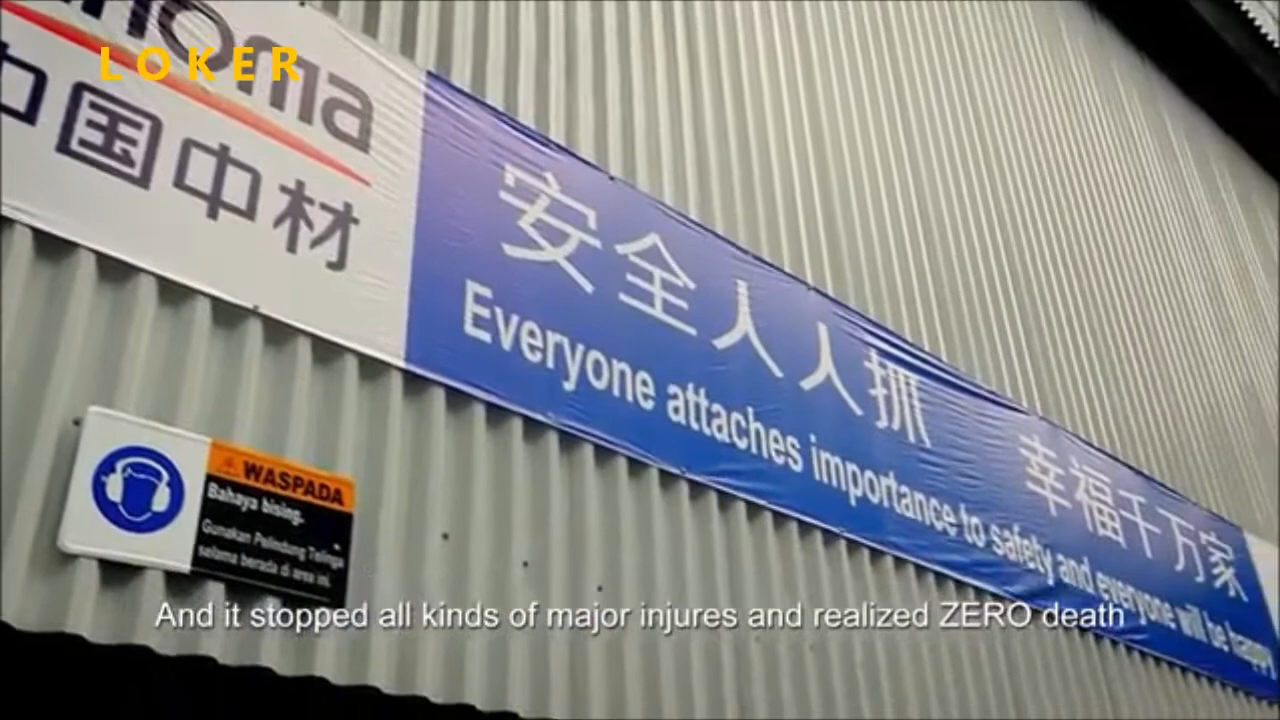 LOKER
noma
中国中材
安全人人抓 幸福千万家
Everyone attaches importance to safety and everyone will be happy
WASPADA
Bahaya bising.
Gunakan Pelindung Telinga
selama berada di area ini.
And it stopped all kinds of major injures and realized ZERO death